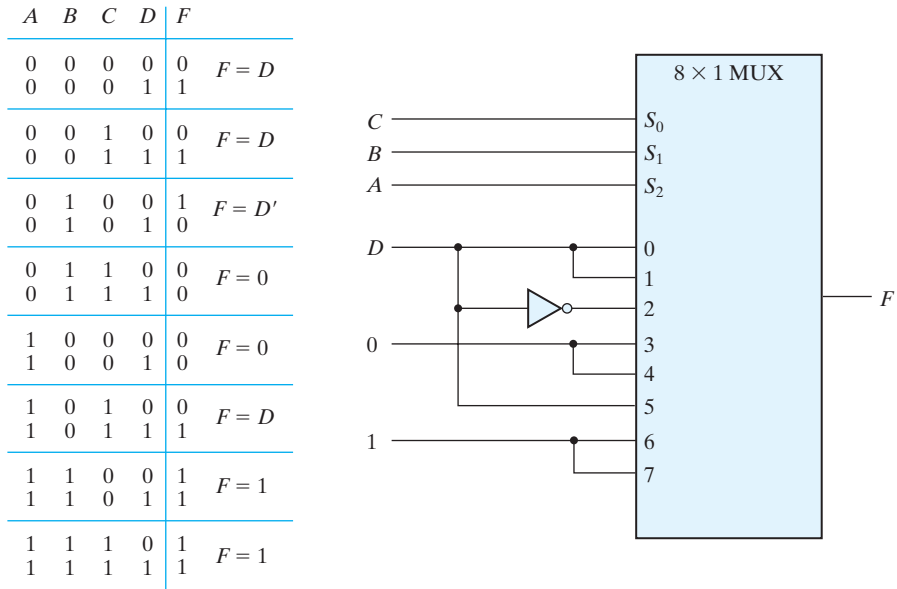 A B C D F
0 0 0 0 0
0 0 0 1 1
F = D
0 0 1 0 0
0 0 1 1 1
F = D
0 1 0 0 1
0 1 0 1 0
F = D′
0 1 1 0 0
0 1 1 1 0
F = 0
1 0 0 0 0
1 0 0 1 0
F = 0
1 0 1 0 0
1 0 1 1 1
F = D
1 1 0 0 1
1 1 0 1 1
F = 1
1 1 1 0 1
1 1 1 1 1
F = 1
8 × 1 MUX
C S₀
B S₁
A S₂
D 0
1
2
F
0 3
4
5
1 6
7